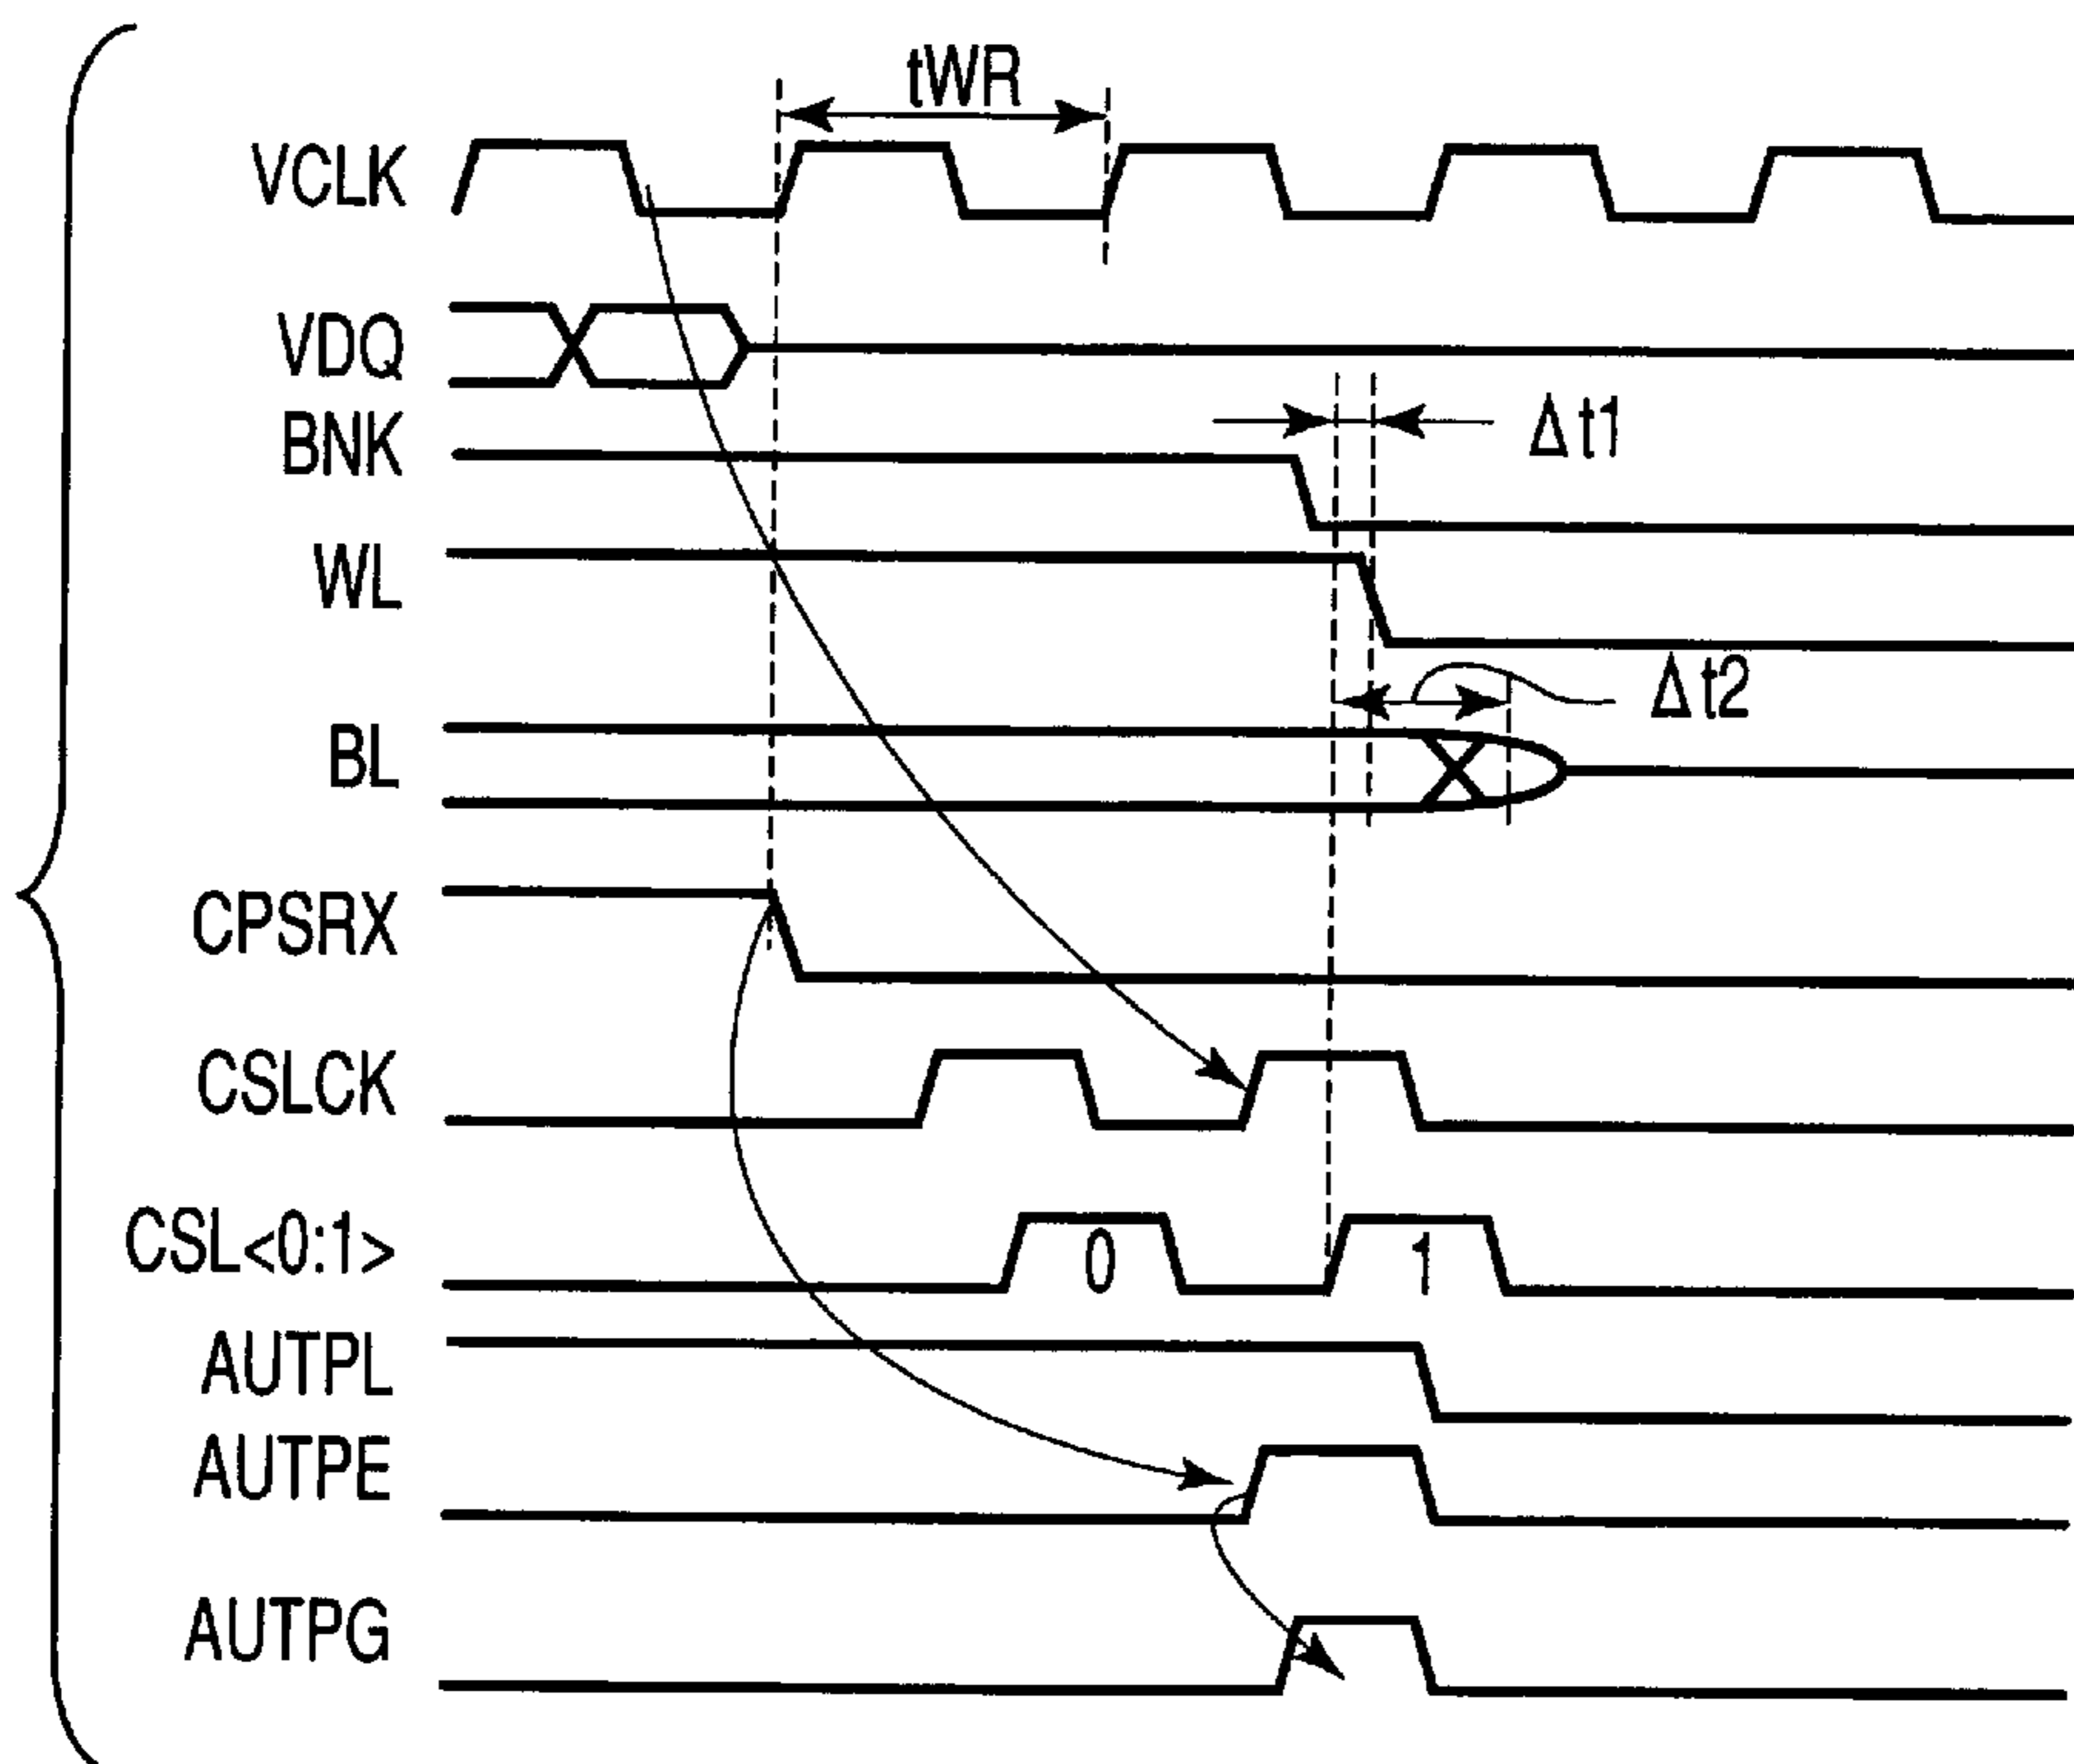 tWR
VCLK
VDQ
BNK
Δt1
WL
Δt2
BL
CPSRX
CSLCK
CSL<0:1>
0
1
AUTPL
AUTPE
AUTPG